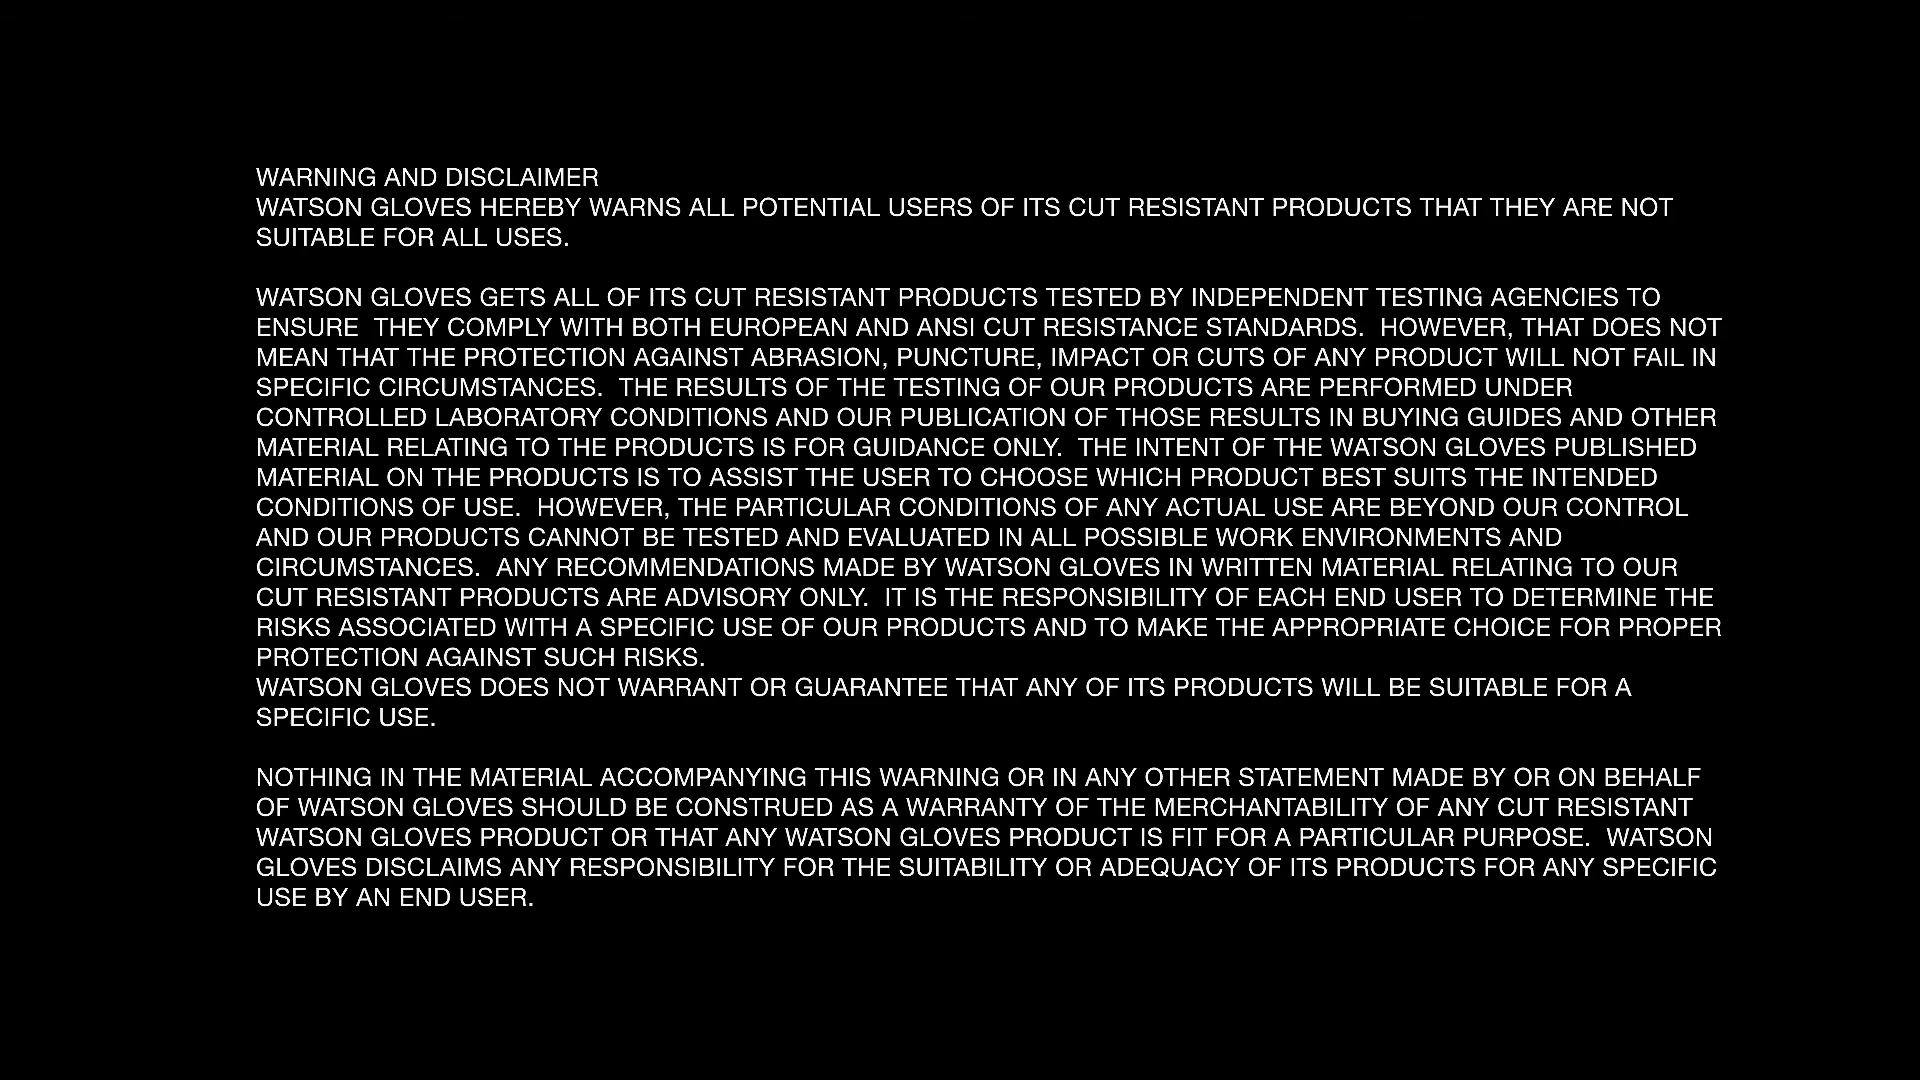 WARNING AND DISCLAIMER
WATSON GLOVES HEREBY WARNS ALL POTENTIAL USERS OF ITS CUT RESISTANT PRODUCTS THAT THEY ARE NOT
SUITABLE FOR ALL USES.
WATSON GLOVES GETS ALL OF ITS CUT RESISTANT PRODUCTS TESTED BY INDEPENDENT TESTING AGENCIES TO
ENSURE  THEY COMPLY WITH BOTH EUROPEAN AND ANSI CUT RESISTANCE STANDARDS.  HOWEVER, THAT DOES NOT
MEAN THAT THE PROTECTION AGAINST ABRASION, PUNCTURE, IMPACT OR CUTS OF ANY PRODUCT WILL NOT FAIL IN
SPECIFIC CIRCUMSTANCES.  THE RESULTS OF THE TESTING OF OUR PRODUCTS ARE PERFORMED UNDER
CONTROLLED LABORATORY CONDITIONS AND OUR PUBLICATION OF THOSE RESULTS IN BUYING GUIDES AND OTHER
MATERIAL RELATING TO THE PRODUCTS IS FOR GUIDANCE ONLY.  THE INTENT OF THE WATSON GLOVES PUBLISHED
MATERIAL ON THE PRODUCTS IS TO ASSIST THE USER TO CHOOSE WHICH PRODUCT BEST SUITS THE INTENDED
CONDITIONS OF USE.  HOWEVER, THE PARTICULAR CONDITIONS OF ANY ACTUAL USE ARE BEYOND OUR CONTROL
AND OUR PRODUCTS CANNOT BE TESTED AND EVALUATED IN ALL POSSIBLE WORK ENVIRONMENTS AND
CIRCUMSTANCES.  ANY RECOMMENDATIONS MADE BY WATSON GLOVES IN WRITTEN MATERIAL RELATING TO OUR
CUT RESISTANT PRODUCTS ARE ADVISORY ONLY.  IT IS THE RESPONSIBILITY OF EACH END USER TO DETERMINE THE
RISKS ASSOCIATED WITH A SPECIFIC USE OF OUR PRODUCTS AND TO MAKE THE APPROPRIATE CHOICE FOR PROPER
PROTECTION AGAINST SUCH RISKS.
WATSON GLOVES DOES NOT WARRANT OR GUARANTEE THAT ANY OF ITS PRODUCTS WILL BE SUITABLE FOR A
SPECIFIC USE.
NOTHING IN THE MATERIAL ACCOMPANYING THIS WARNING OR IN ANY OTHER STATEMENT MADE BY OR ON BEHALF
OF WATSON GLOVES SHOULD BE CONSTRUED AS A WARRANTY OF THE MERCHANTABILITY OF ANY CUT RESISTANT
WATSON GLOVES PRODUCT OR THAT ANY WATSON GLOVES PRODUCT IS FIT FOR A PARTICULAR PURPOSE.  WATSON
GLOVES DISCLAIMS ANY RESPONSIBILITY FOR THE SUITABILITY OR ADEQUACY OF ITS PRODUCTS FOR ANY SPECIFIC
USE BY AN END USER.